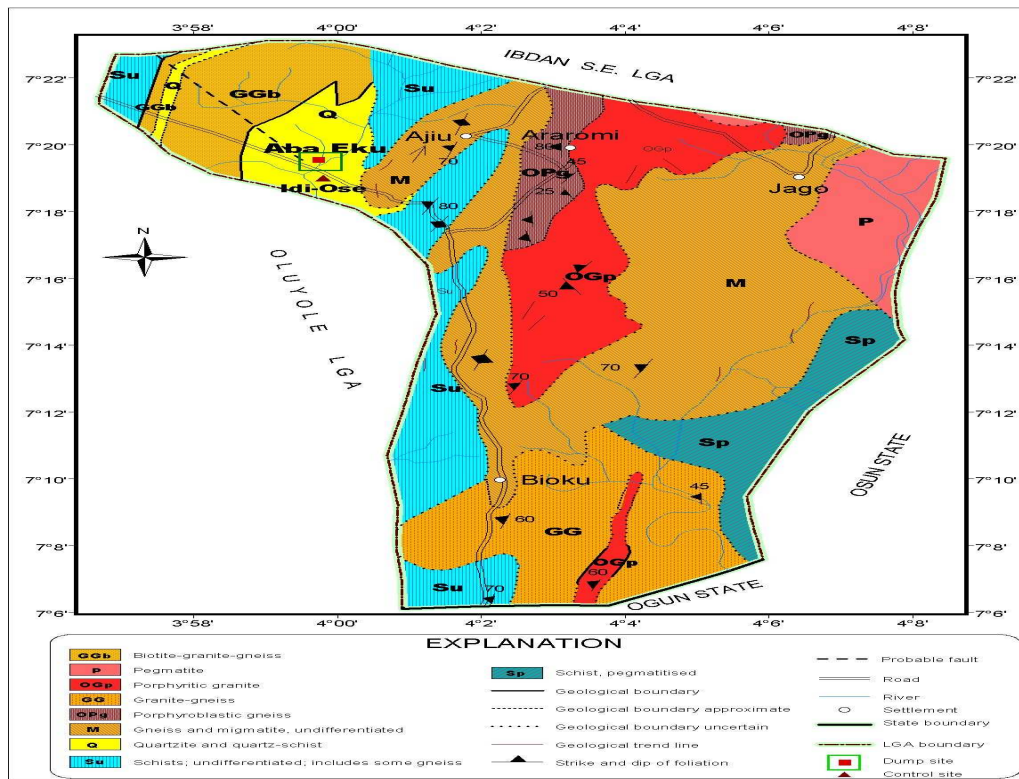 3°58' 4°00' 4°2' 4°4' 4°6' 4°8'
7°22' 7°22'
7°20' 7°20'
7°18' 7°18'
7°16' 7°16'
7°14' 7°14'
7°12' 7°12'
7°10' 7°10'
7°8' 7°8'
7°6' 7°6'
3°58' 4°00' 4°2' 4°4' 4°6' 4°8'
IBDAN S.E. LGA
Su
Q
GGb
GGb
Su
Q
Ajiu
70
Araromi
80
45
OGp
OPg
Aba Eku
M
OPg
25
Jago
Idi-Ose
80
P
N
OLUYOLE LGA
Su
OGp
50
M
Sp
70
70
Su
Sp
OSUN STATE
Bioku
45
60
GG
OGp
60
Su
70
OGUN STATE
EXPLANATION
GGb Biotite-granite-gneiss
P Pegmatite
OGp Porphyritic granite
GG Granite-gneiss
OPg Porphyroblastic gneiss
M Gneiss and migmatite, undifferentiated
Q Quartzite and quartz-schist
Su Schists; undifferentiated; includes some gneiss
Sp Schist, pegmatitised
Geological boundary
Geological boundary approximate
Geological boundary uncertain
Geological trend line
Strike and dip of foliation
Probable fault
Road
River
Settlement
State boundary
LGA boundary
Dump site
Control site